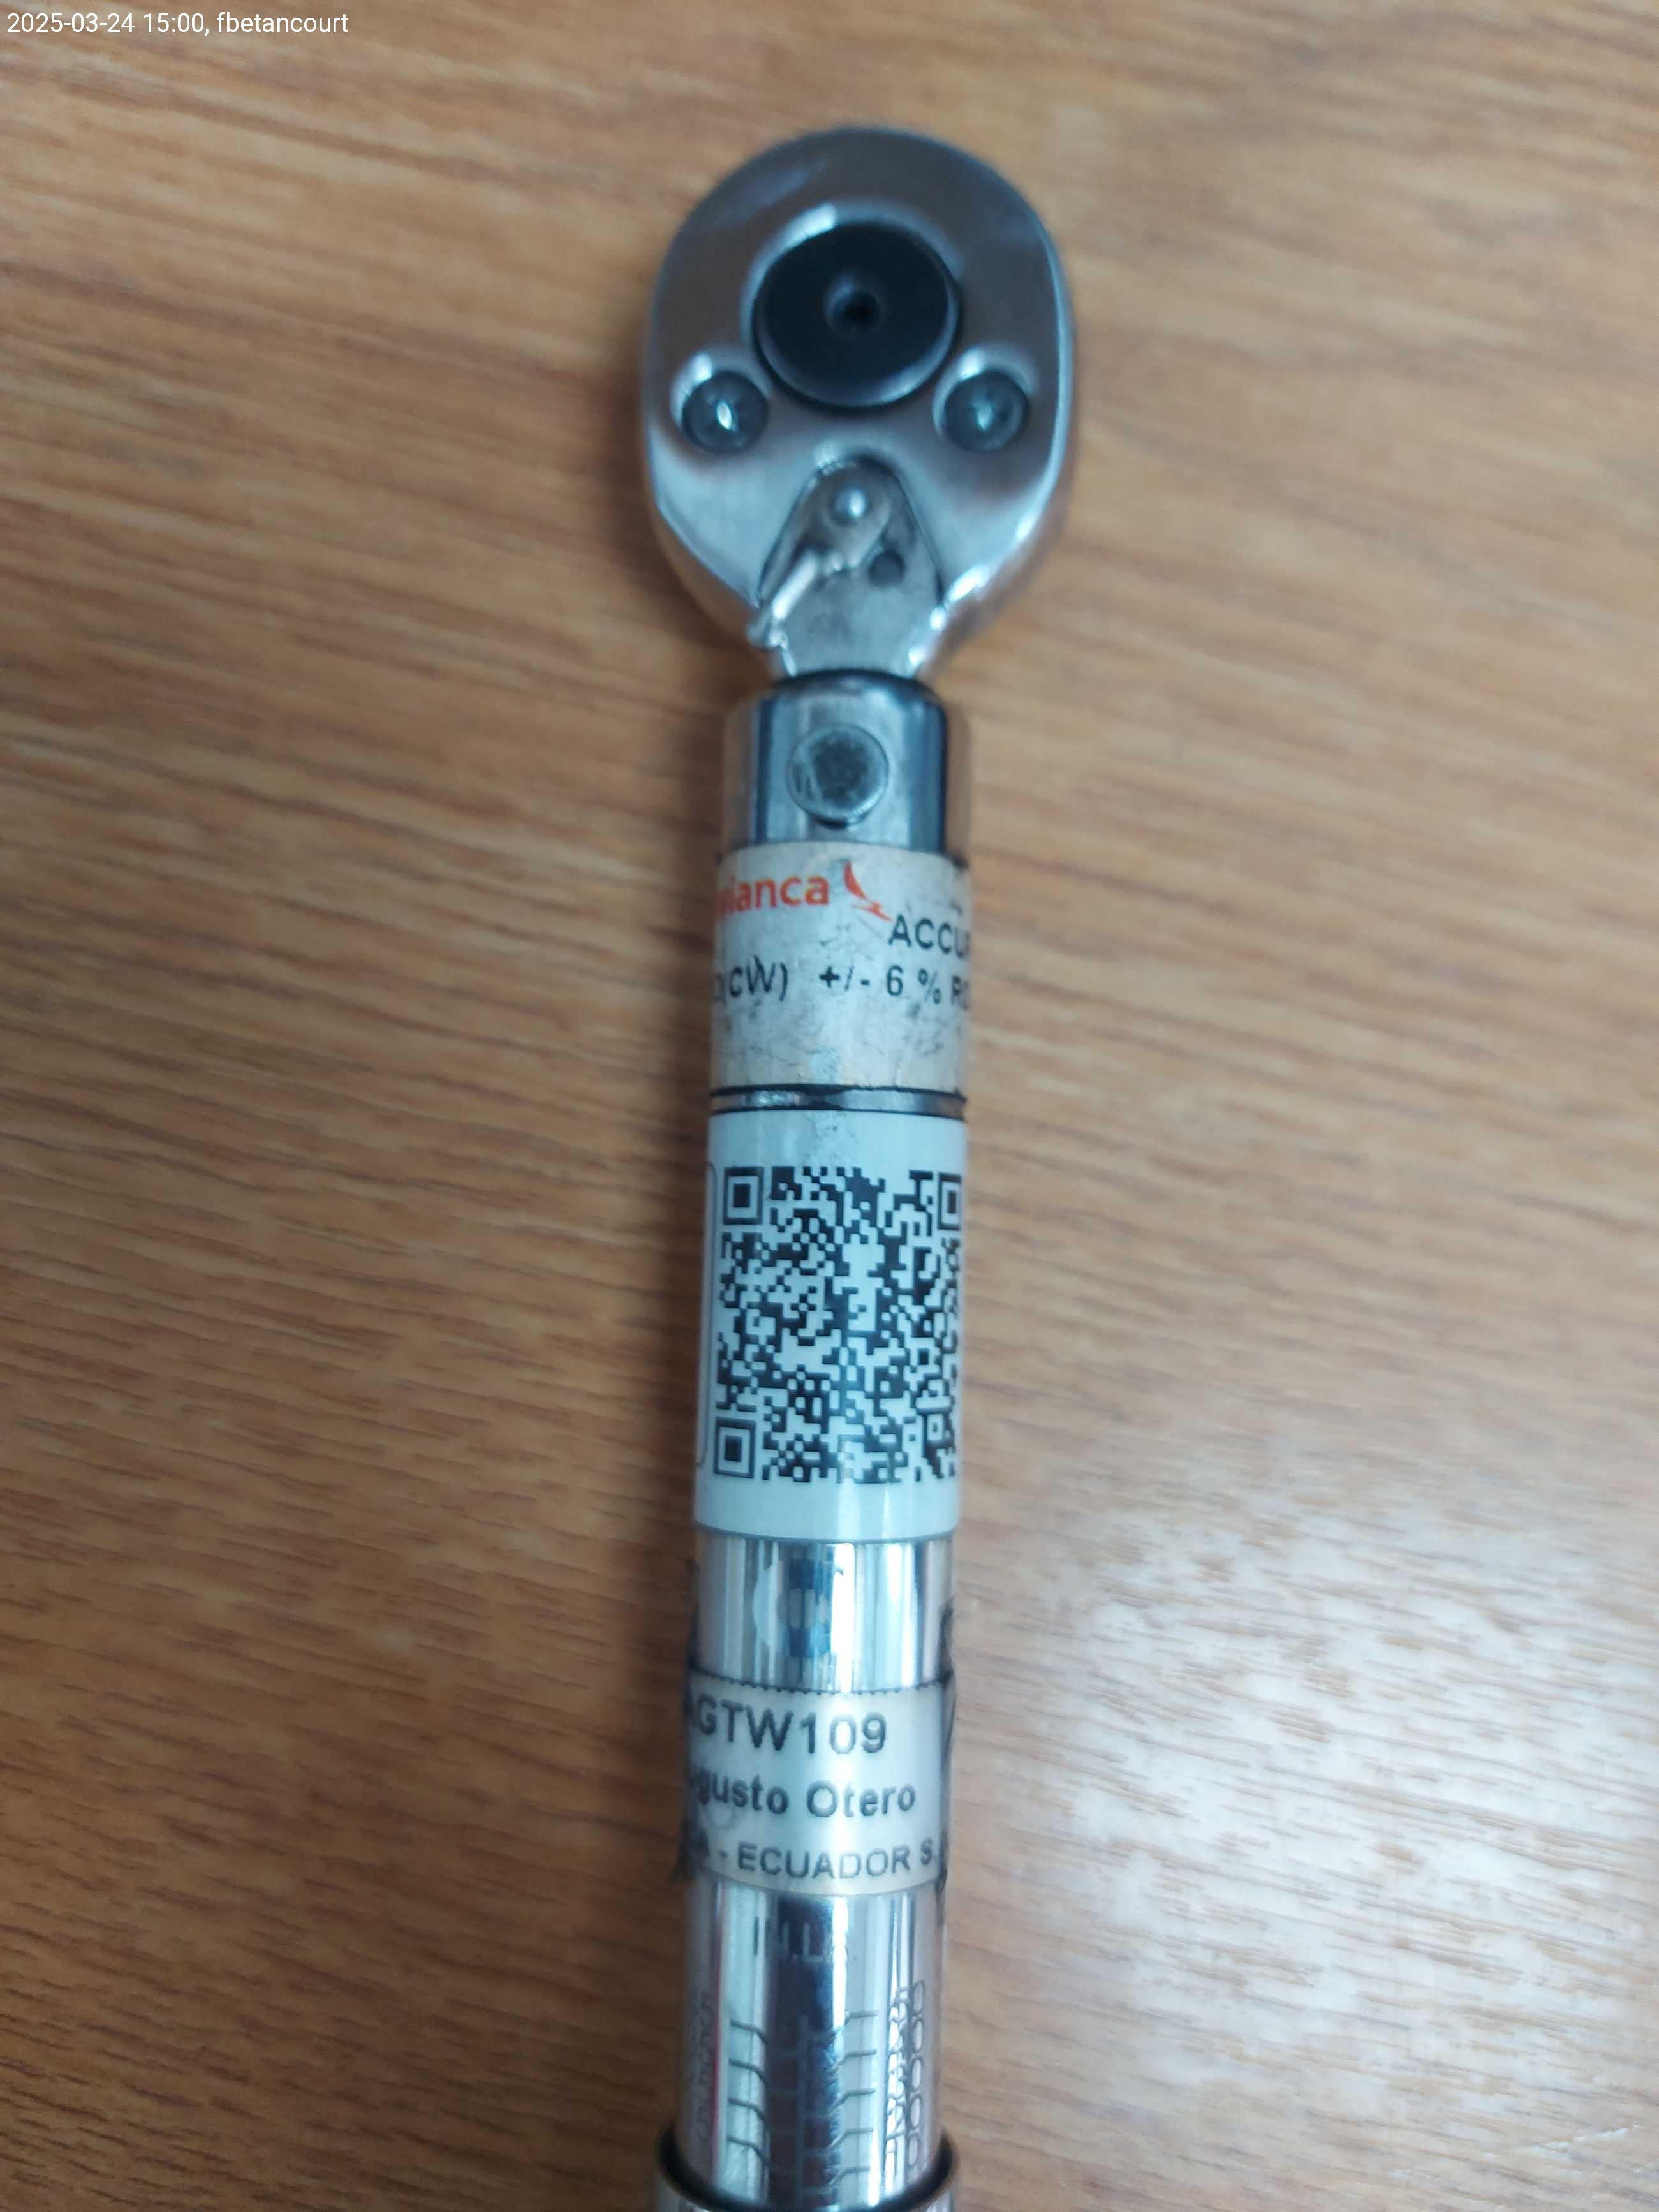 2025-03-24 15:00, fbetancourt
ianca
ACCU
(CW) +/- 6 %
GTW109
gusto Otero
- ECUADOR S.